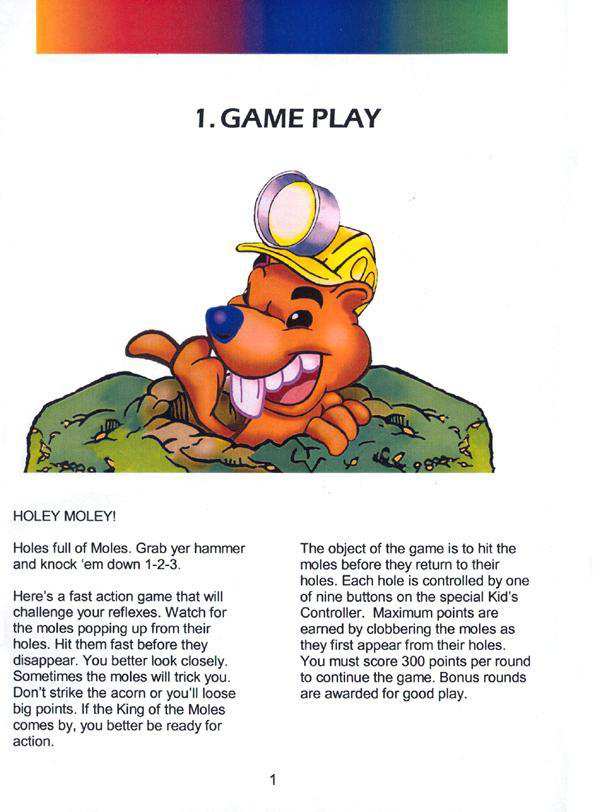 1. GAME PLAY
HOLEY MOLEY!
Holes full of Moles. Grab yer hammer
and knock 'em down 1-2-3.
Here's a fast action game that will
challenge your reflexes. Watch for
the moles popping up from their
holes. Hit them fast before they
disappear. You better look closely.
Sometimes the moles will trick you.
Don't strike the acorn or you'll loose
big points. If the King of the Moles
comes by, you better be ready for
action.
The object of the game is to hit the
moles before they return to their
holes. Each hole is controlled by one
of nine buttons on the special Kid's
Controller. Maximum points are
earned by clobbering the moles as
they first appear from their holes.
You must score 300 points per round
to continue the game. Bonus rounds
are awarded for good play.
1